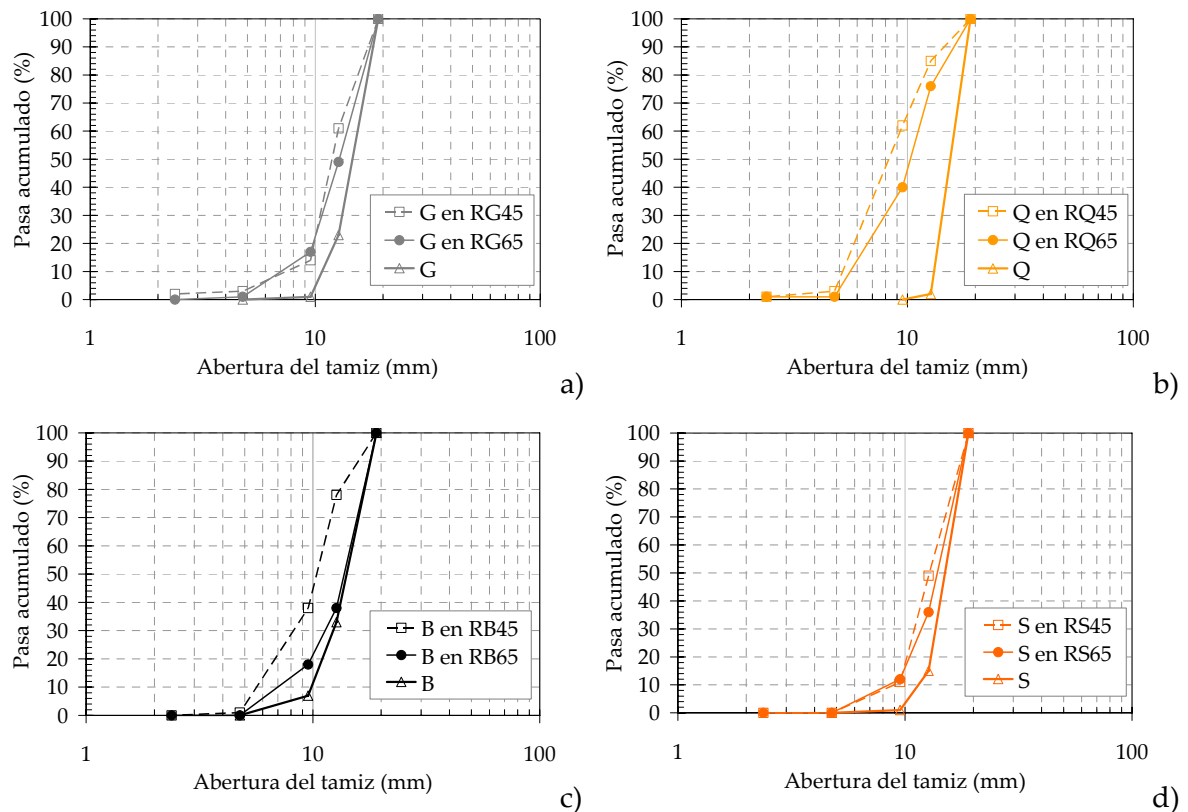 100
90
80
70
60
50
40
30
20
10
0
Pasa acumulado (%)
G en RG45
G en RG65
G
1 10 100
Abertura del tamiz (mm)
a)
100
90
80
70
60
50
40
30
20
10
0
Pasa acumulado (%)
Q en RQ45
Q en RQ65
Q
1 10 100
Abertura del tamiz (mm)
b)
100
90
80
70
60
50
40
30
20
10
0
Pasa acumulado (%)
B en RB45
B en RB65
B
1 10 100
Abertura del tamiz (mm)
c)
100
90
80
70
60
50
40
30
20
10
0
Pasa acumulado (%)
S en RS45
S en RS65
S
1 10 100
Abertura del tamiz (mm)
d)